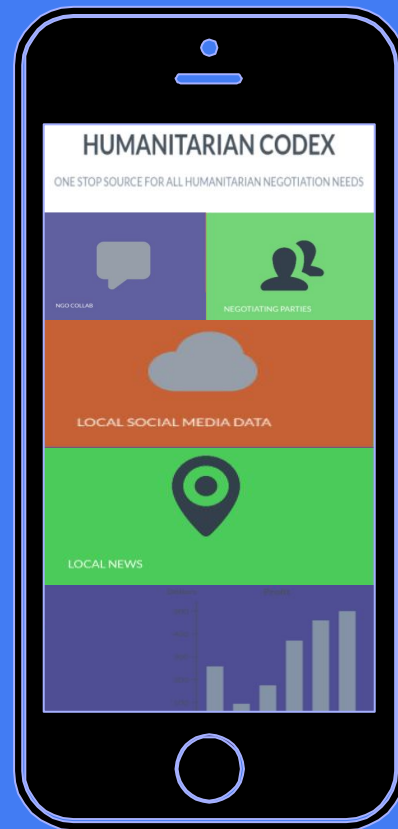 HUMANITARIAN CODEX
ONE STOP SOURCE FOR ALL HUMANITARIAN NEGOTIATION NEEDS
NGO COLLAR
NEGOTIATING PARTIES
LOCAL SOCIAL MEDIA DATA
LOCAL NEWS